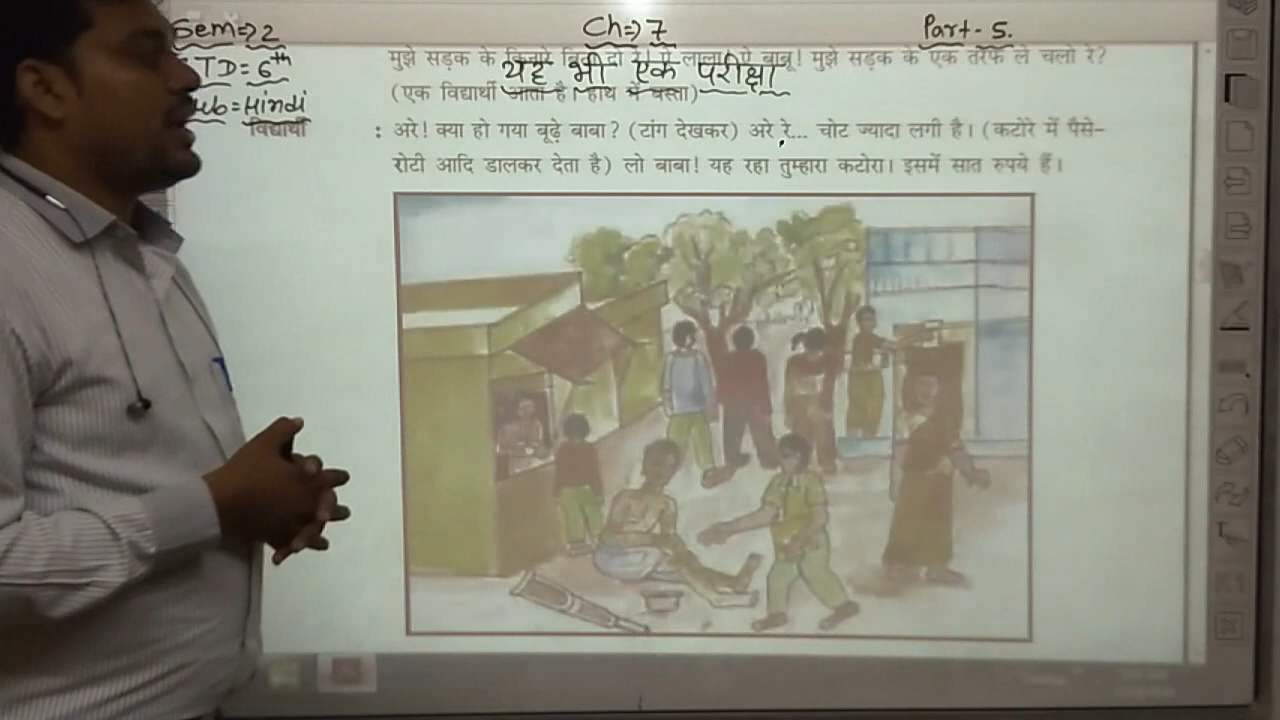 Sem=>2 Ch=>7 Part-5.
STD=6th यह भी एक परीक्षा
मुझे सड़क के किनारे बिठा दो रे! ऐ लाला! ऐ बाबू! मुझे सड़क के एक तरफ ले चलो रे?
Sub=Hindi (एक विद्यार्थी आता है। हाथ में बस्ता)
विद्यार्थी : अरे! क्या हो गया बूढ़े बाबा? (टांग देखकर) अरे रे... चोट ज्यादा लगी है। (कटोरे में पैसे-
रोटी आदि डालकर देता है) लो बाबा! यह रहा तुम्हारा कटोरा। इसमें सात रुपये हैं।